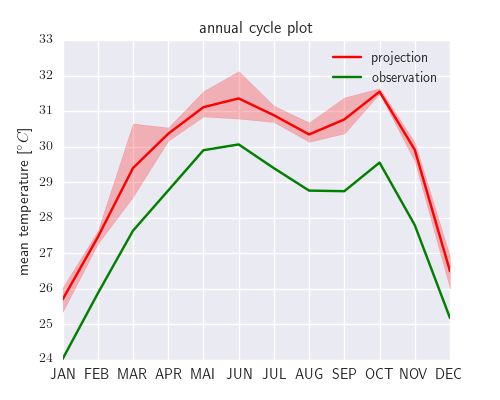 annual cycle plot
projection
observation
mean temperature [°C]
33
32
31
30
29
28
27
26
25
24
JAN FEB MAR APR MAI JUN JUL AUG SEP OCT NOV DEC